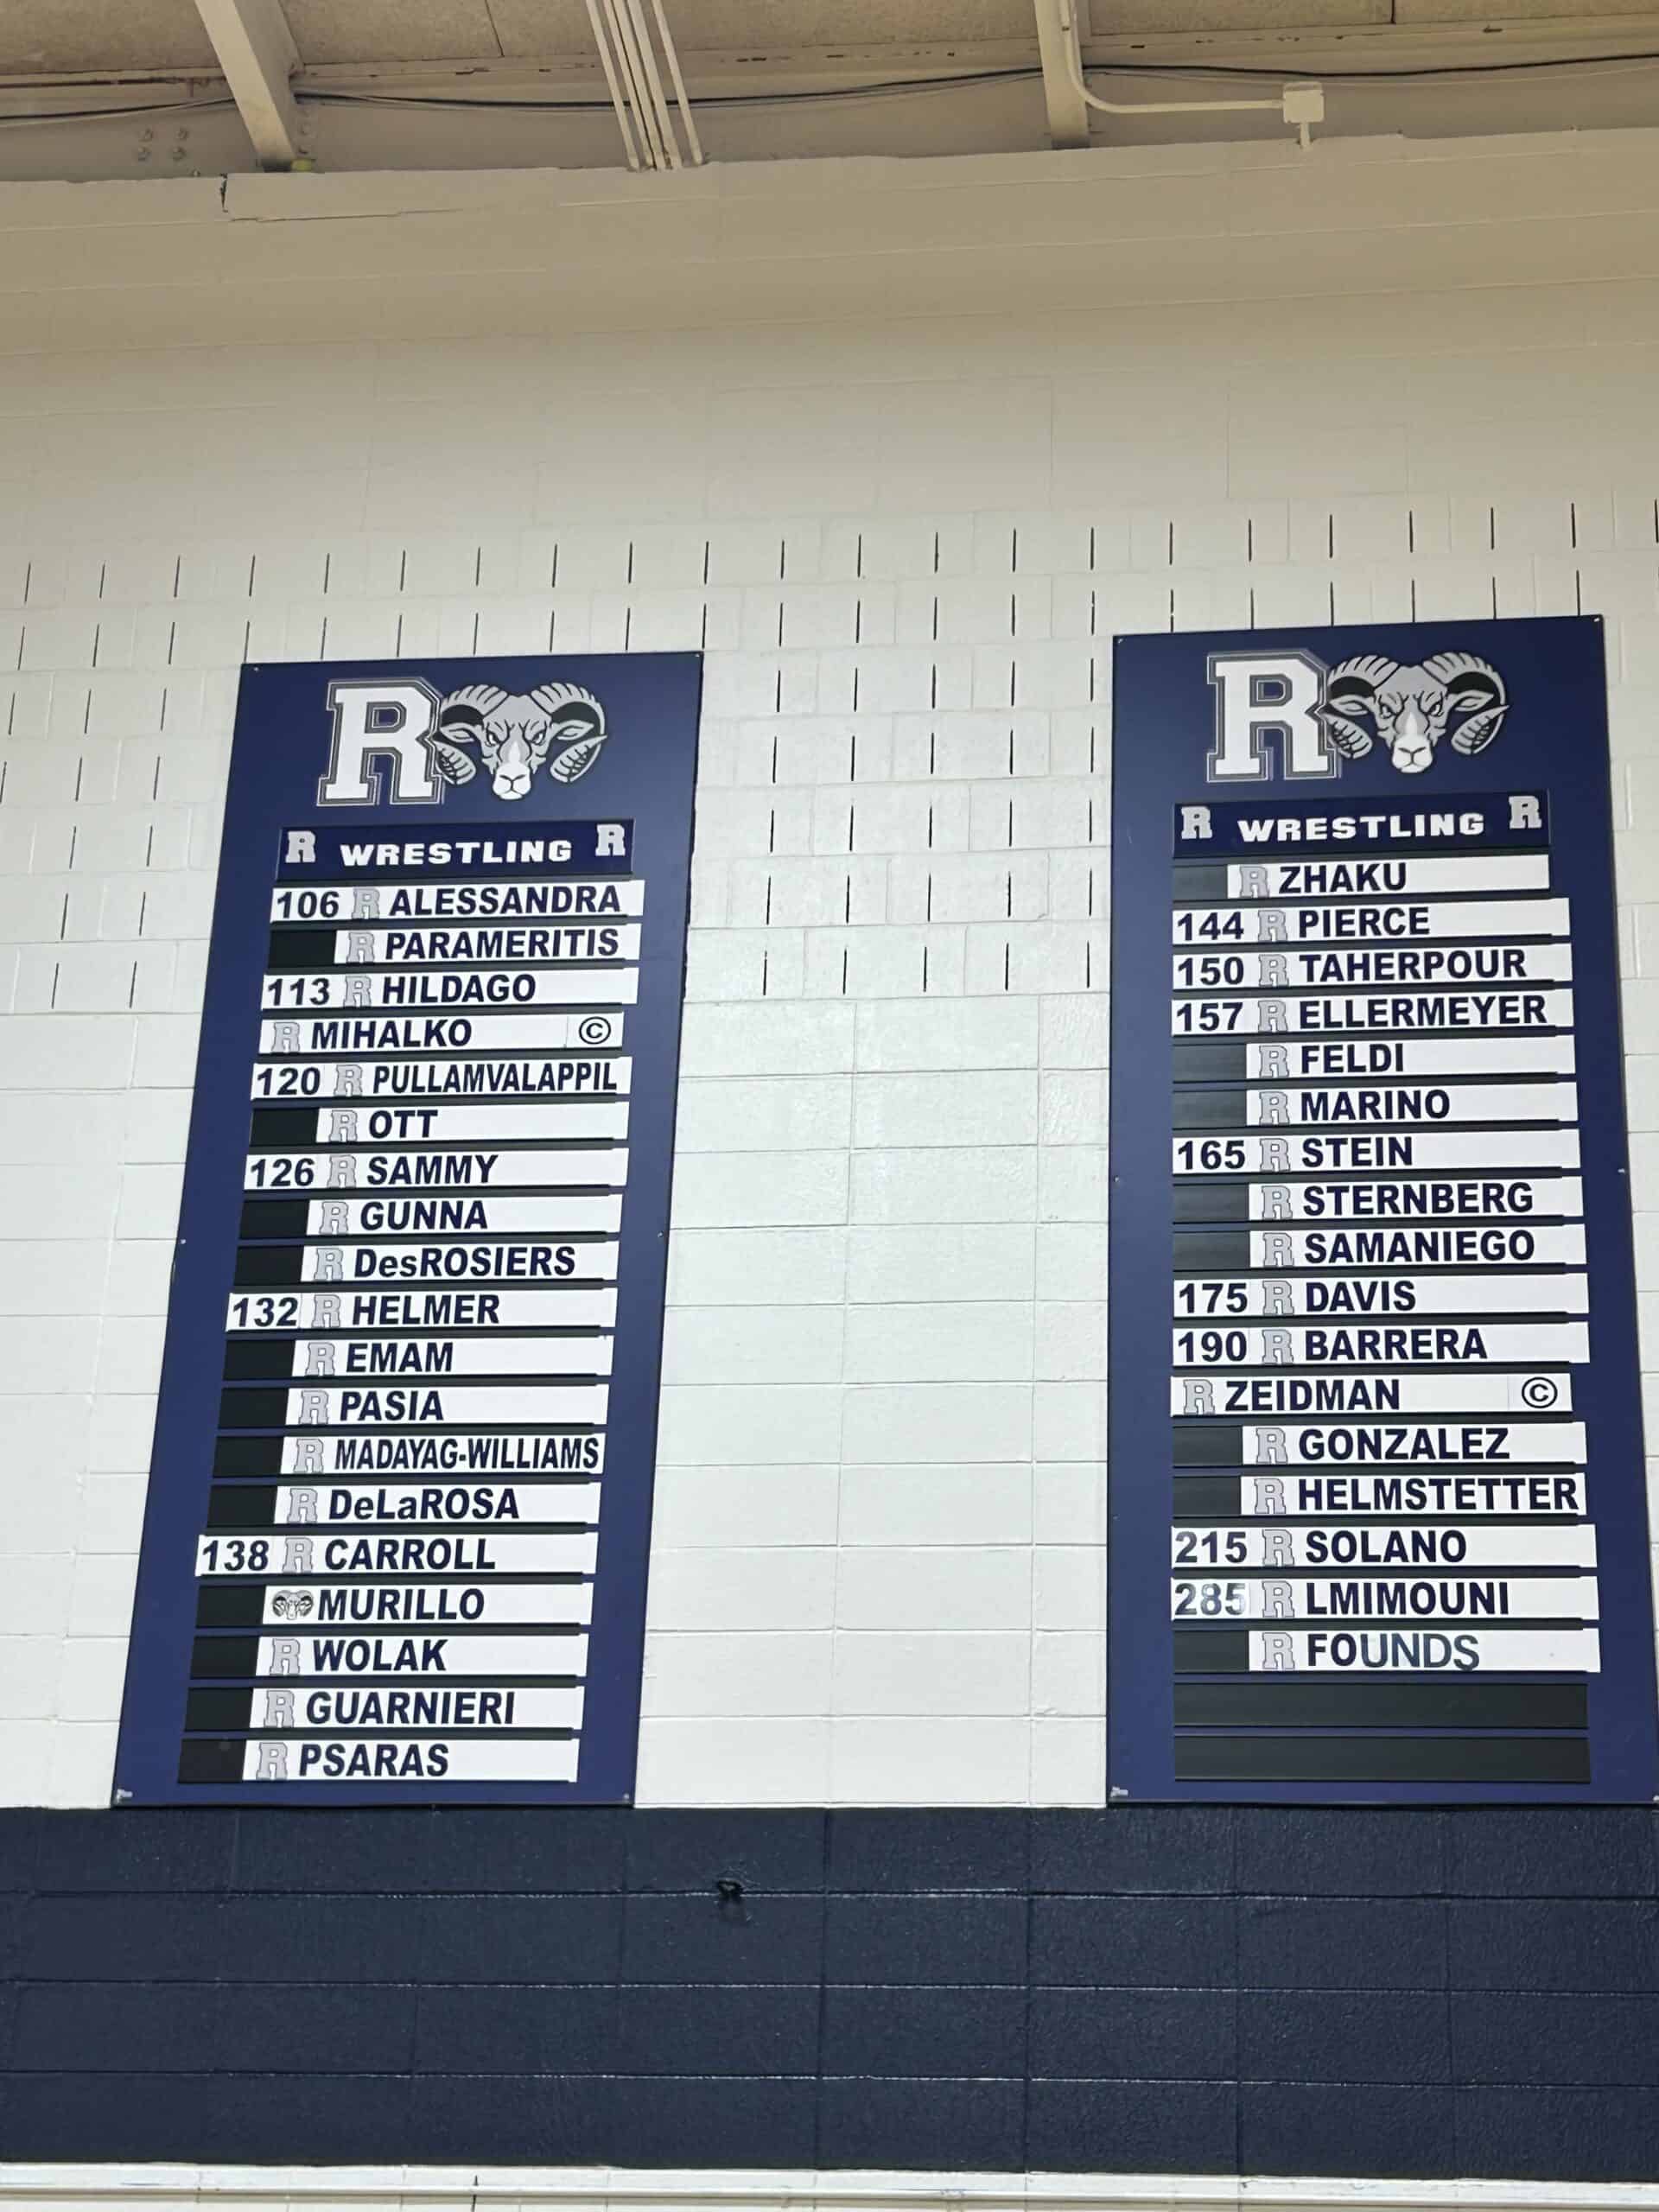 R
R WRESTLING R
106 R ALESSANDRA
R PARAMERITIS
113 R HILDAGO
R MIHALKO ©
120 R PULLAMVALAPPIL
R OTT
126 R SAMMY
R GUNNA
R DesROSIERS
132 R HELMER
R EMAM
R PASIA
R MADAYAG-WILLIAMS
R DeLaROSA
138 R CARROLL
MURILLO
R WOLAK
R GUARNIERI
R PSARAS
R
R WRESTLING R
R ZHAKU
144 R PIERCE
150 R TAHERPOUR
157 R ELLERMEYER
R FELDI
R MARINO
165 R STEIN
R STERNBERG
R SAMANIEGO
175 R DAVIS
190 R BARRERA
R ZEIDMAN ©
R GONZALEZ
R HELMSTETTER
215 R SOLANO
285 R LMIMOUNI
R FOUNDS